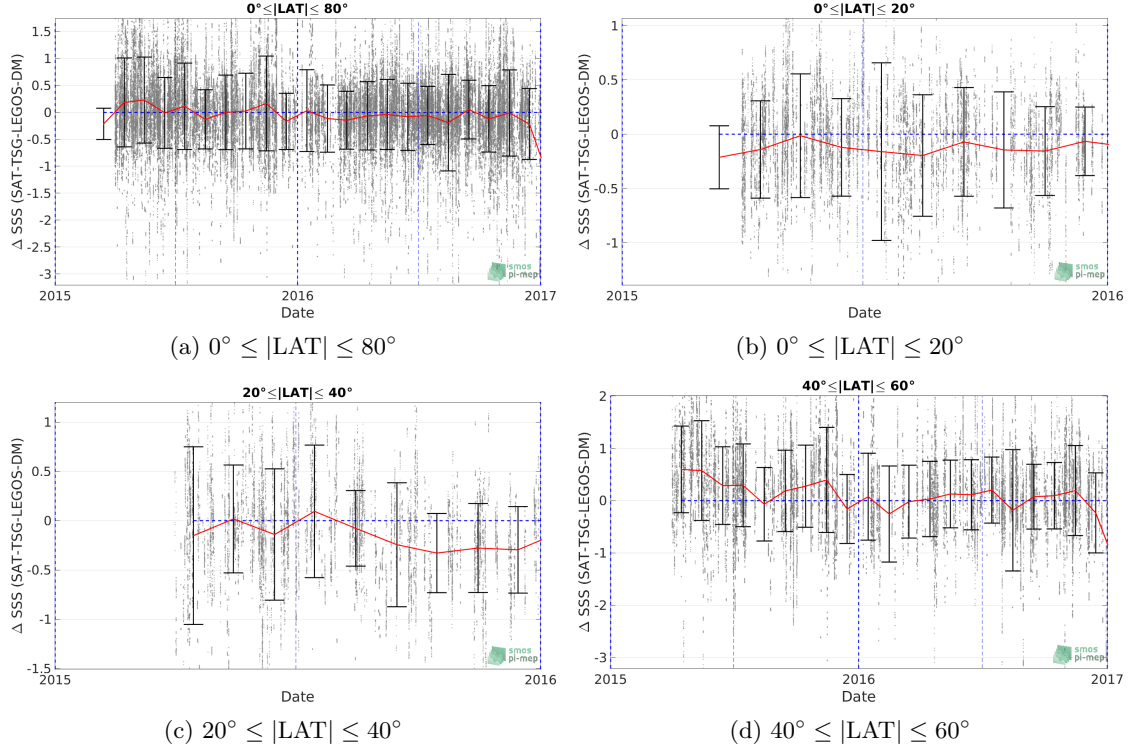 0°≤|LAT|≤ 80°
Δ SSS (SAT-TSG-LEGOS-DM)
1.5
1
0.5
0
-0.5
-1
-1.5
-2
-2.5
-3
2015
2016
2017
Date
smos
pi-mep
(a) 0° ≤ |LAT| ≤ 80°
0°≤|LAT|≤ 20°
Δ SSS (SAT-TSG-LEGOS-DM)
1
0.5
0
-0.5
-1
2015
2016
Date
smos
pi-mep
(b) 0° ≤ |LAT| ≤ 20°
20°≤|LAT|≤ 40°
Δ SSS (SAT-TSG-LEGOS-DM)
1
0.5
0
-0.5
-1
-1.5
2015
2016
Date
smos
pi-mep
(c) 20° ≤ |LAT| ≤ 40°
40°≤|LAT|≤ 60°
Δ SSS (SAT-TSG-LEGOS-DM)
2
1
0
-1
-2
-3
2015
2016
2017
Date
smos
pi-mep
(d) 40° ≤ |LAT| ≤ 60°